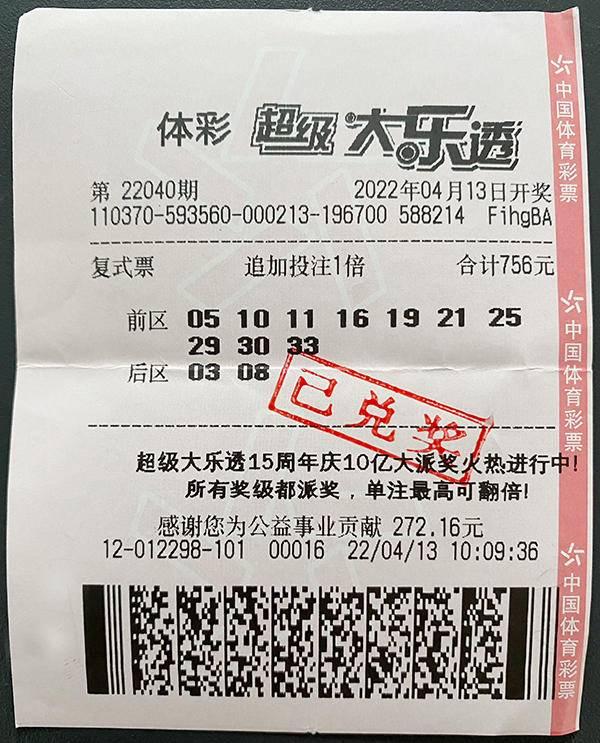 体彩 超级大乐透
第 22040期 2022年04月13日开奖
110370-593560-000213-196700 588214 FihgBA
复式票 追加投注1倍 合计756元
前区 05 10 11 16 19 21 25
29 30 33
后区 03 08
已兑奖
超级大乐透15周年庆10亿大派奖火热进行中!
所有奖级都派奖，单注最高可翻倍!
感谢您为公益事业贡献 272.16元
12-012298-101 00016 22/04/13 10:09:36
中国体育彩票
中国体育彩票
中国体育彩票